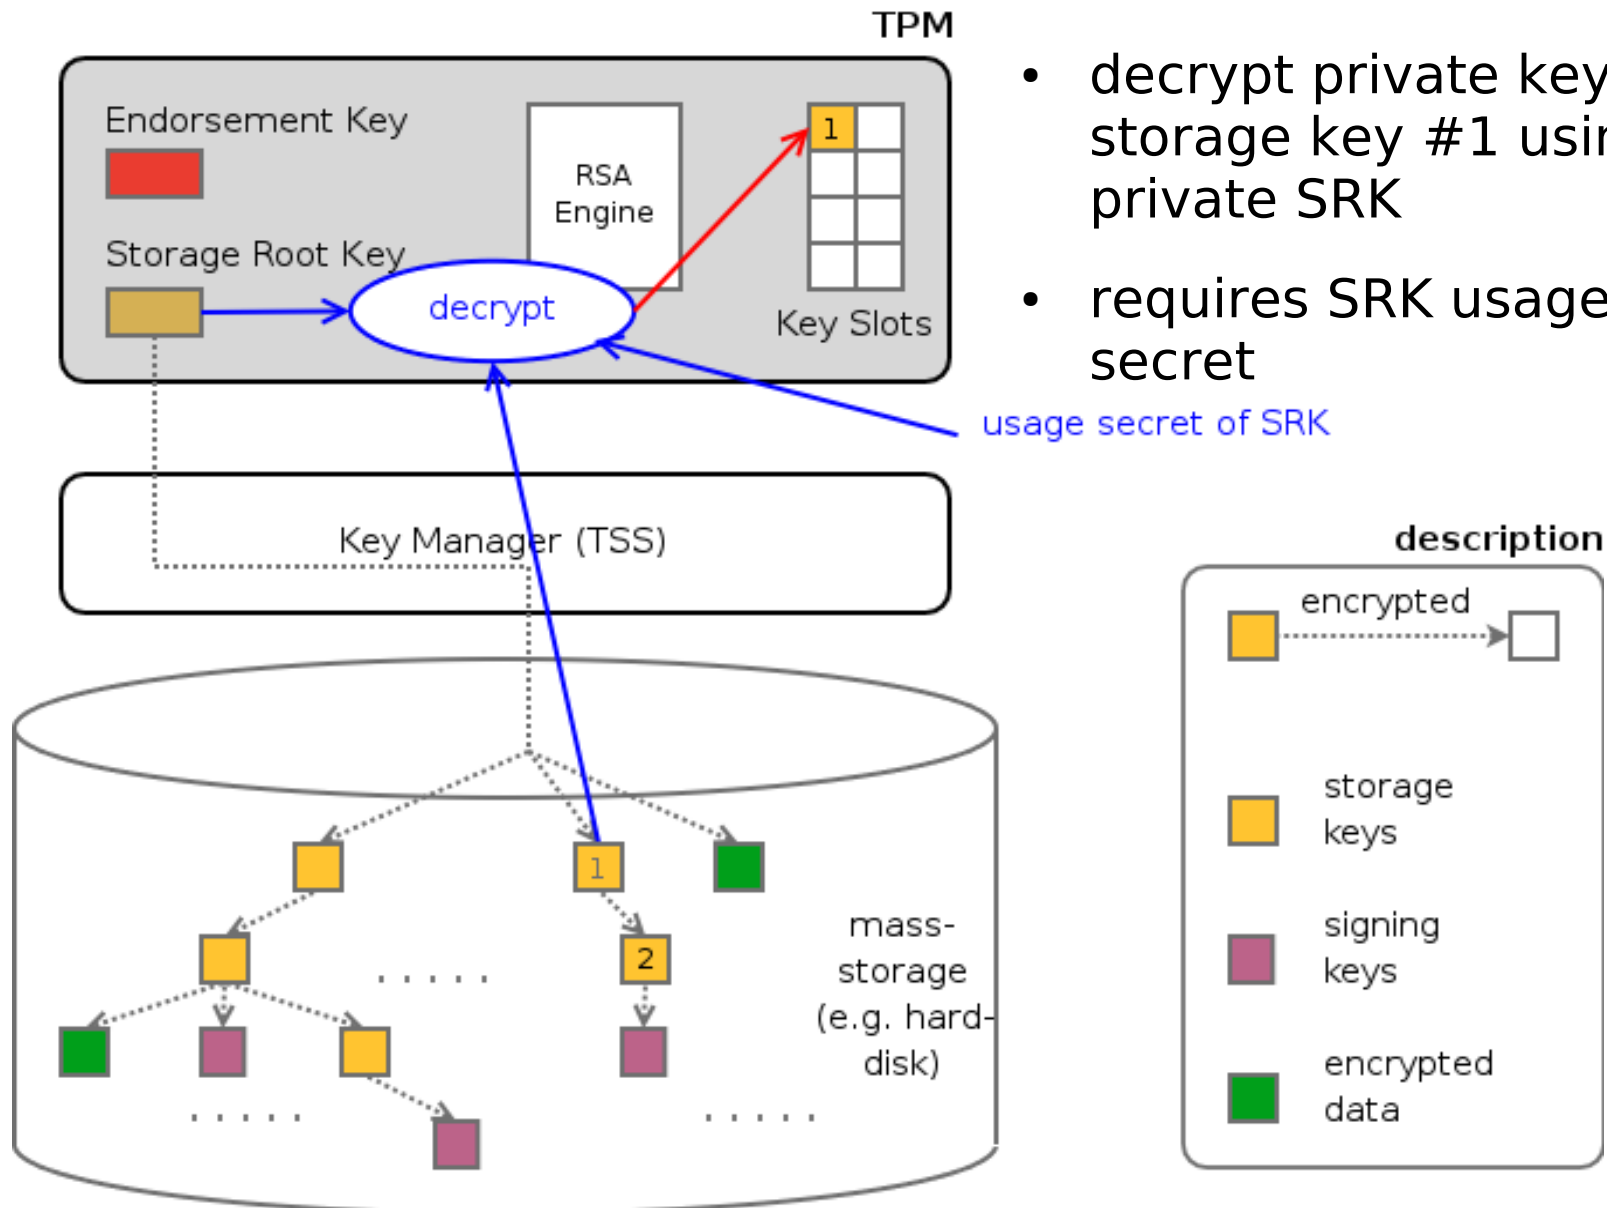 TPM
• decrypt private key
storage key #1 usin
private SRK
• requires SRK usage
secret
Endorsement Key
RSA
Engine
1
Storage Root Key
decrypt
Key Slots
usage secret of SRK
Key Manager (TSS)
description
encrypted
storage
keys
signing
keys
encrypted
data
1
2
mass-
storage
(e.g. hard-
disk)
. . . . .
. . . . .
. . . . .